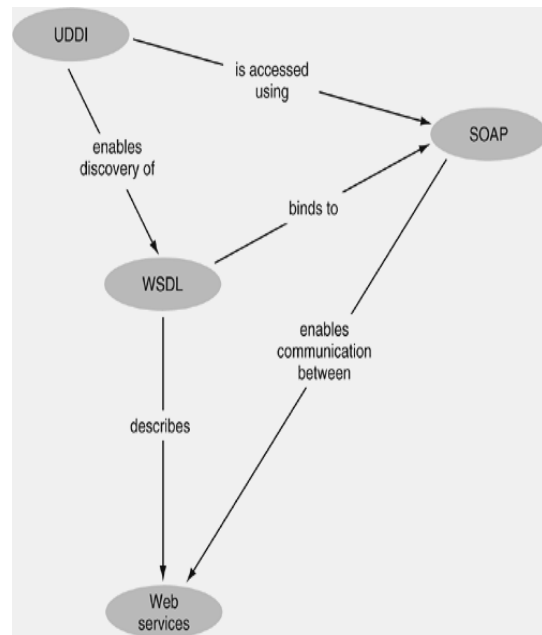 UDDI
is accessed
using
SOAP
enables
discovery of
binds to
WSDL
enables
communication
between
describes
Web
services